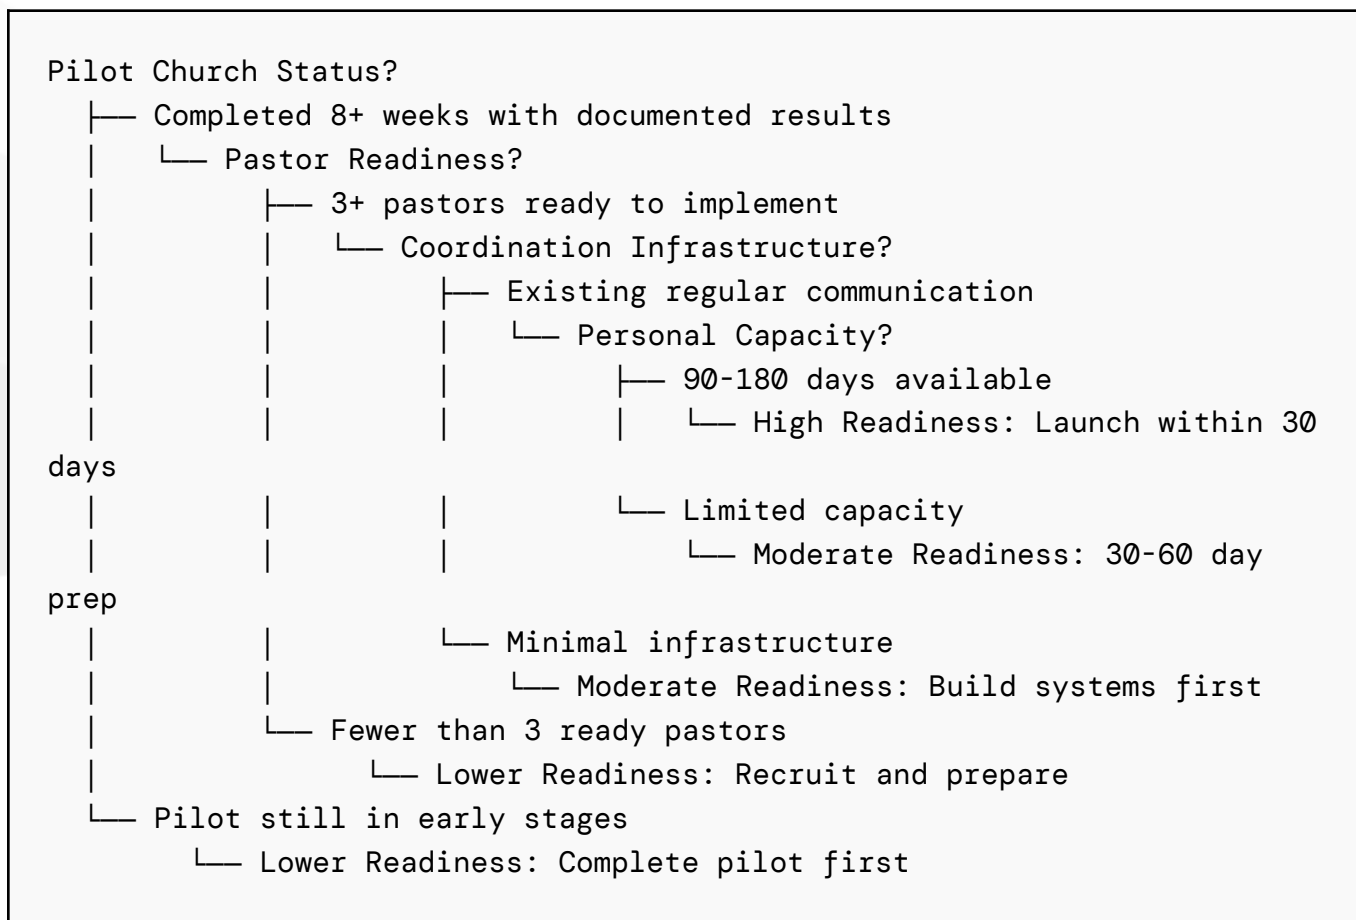 Pilot Church Status?
├── Completed 8+ weeks with documented results
│   └── Pastor Readiness?
│         ├── 3+ pastors ready to implement
│         │   └── Coordination Infrastructure?
│         │         ├── Existing regular communication
│         │         │   └── Personal Capacity?
│         │         │         ├── 90-180 days available
│         │         │         │   └── High Readiness: Launch within 30
days
│         │         │         └── Limited capacity
│         │         │             └── Moderate Readiness: 30-60 day
prep
│         │         └── Minimal infrastructure
│         │             └── Moderate Readiness: Build systems first
│         └── Fewer than 3 ready pastors
│               └── Lower Readiness: Recruit and prepare
└── Pilot still in early stages
      └── Lower Readiness: Complete pilot first